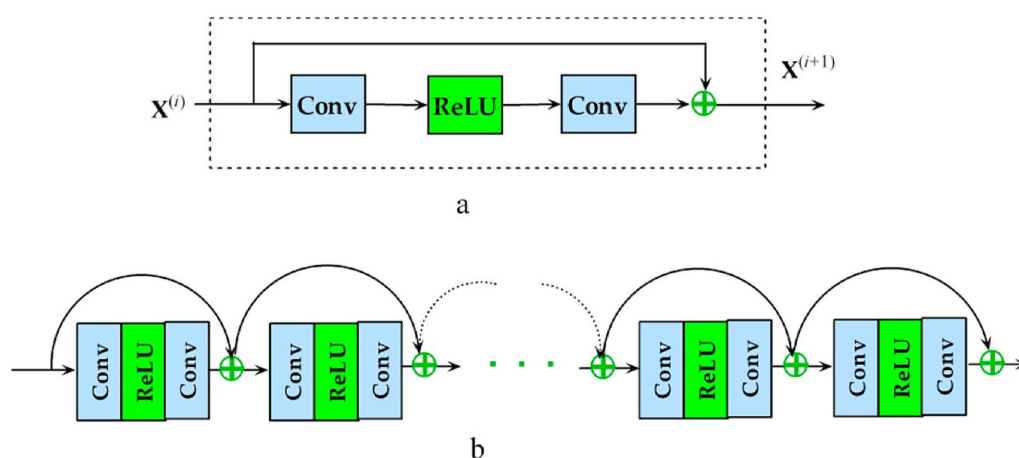 X(i+1)
X(i)
Conv ReLU Conv
a
Conv ReLU Conv Conv ReLU Conv . . . Conv ReLU Conv Conv ReLU Conv
b